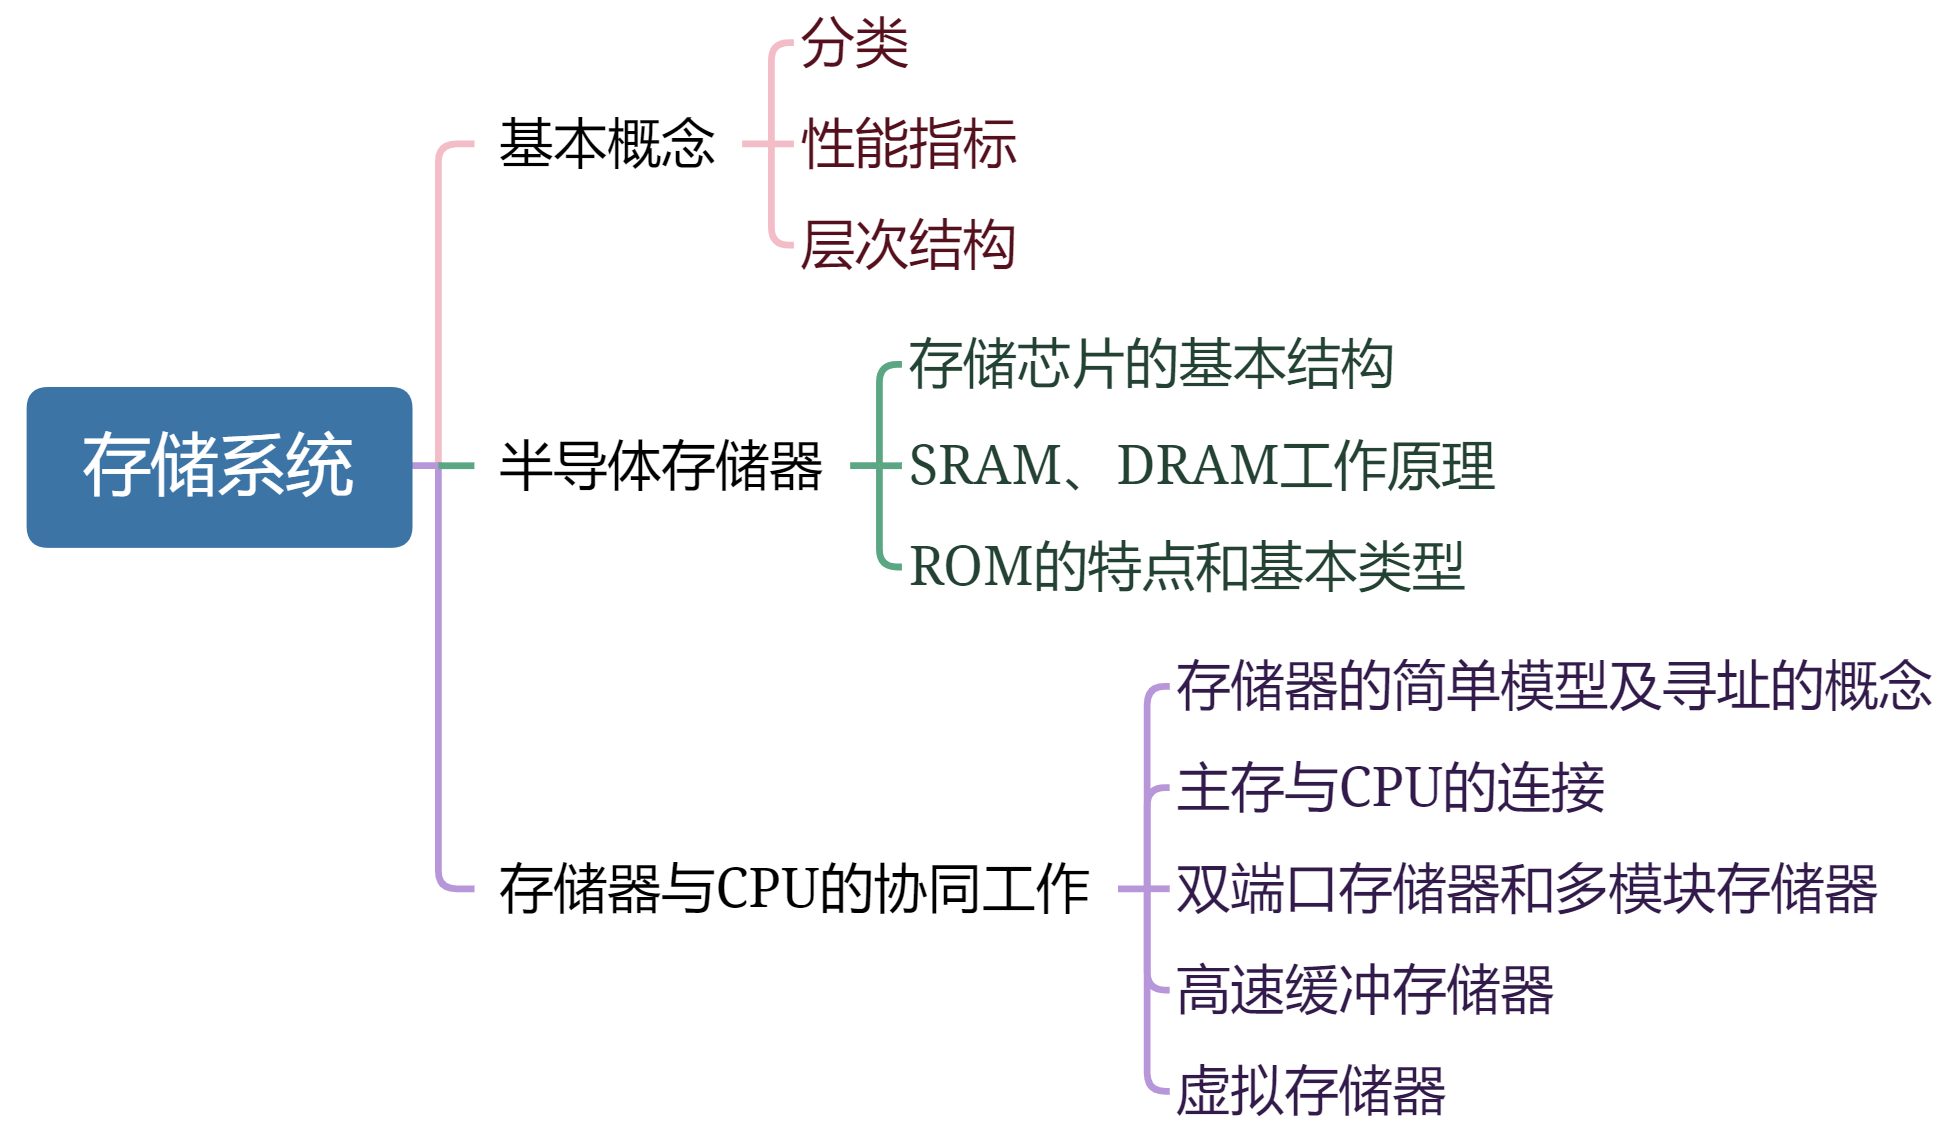 存储系统
基本概念
分类
性能指标
层次结构
半导体存储器
存储芯片的基本结构
SRAM、DRAM工作原理
ROM的特点和基本类型
存储器与CPU的协同工作
存储器的简单模型及寻址的概念
主存与CPU的连接
双端口存储器和多模块存储器
高速缓冲存储器
虚拟存储器